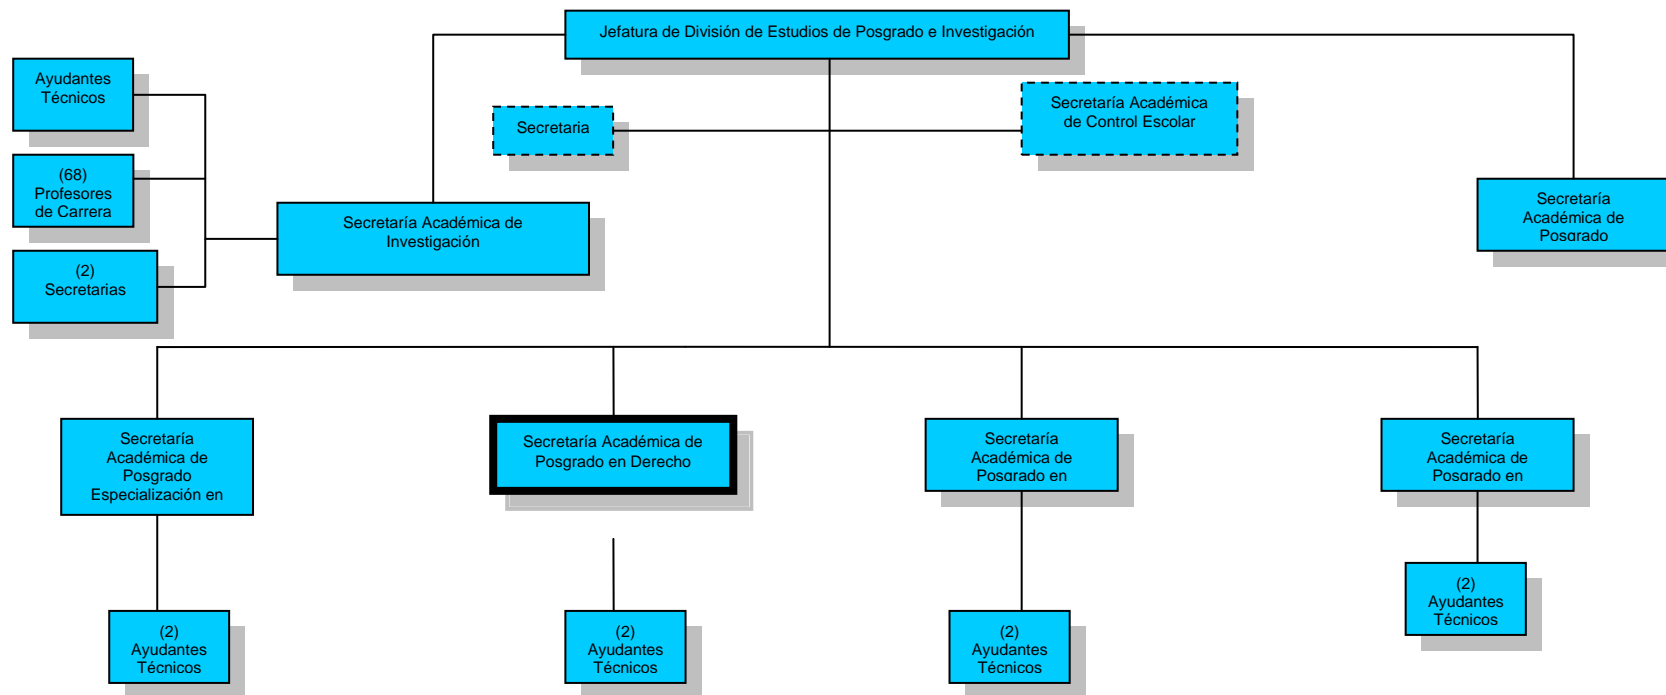 Jefatura de División de Estudios de Posgrado e Investigación
Ayudantes
Técnicos
Secretaria
Secretaría Académica
de Control Escolar
(68)
Profesores
de Carrera
Secretaría Académica de
Investigación
Secretaría
Académica de
Posgrado
(2)
Secretarias
Secretaría
Académica de
Posgrado
Especialización en
Secretaría Académica de
Posgrado en Derecho
Secretaría
Académica de
Posgrado en
Secretaría
Académica de
Posgrado en
(2)
Ayudantes
Técnicos
(2)
Ayudantes
Técnicos
(2)
Ayudantes
Técnicos
(2)
Ayudantes
Técnicos